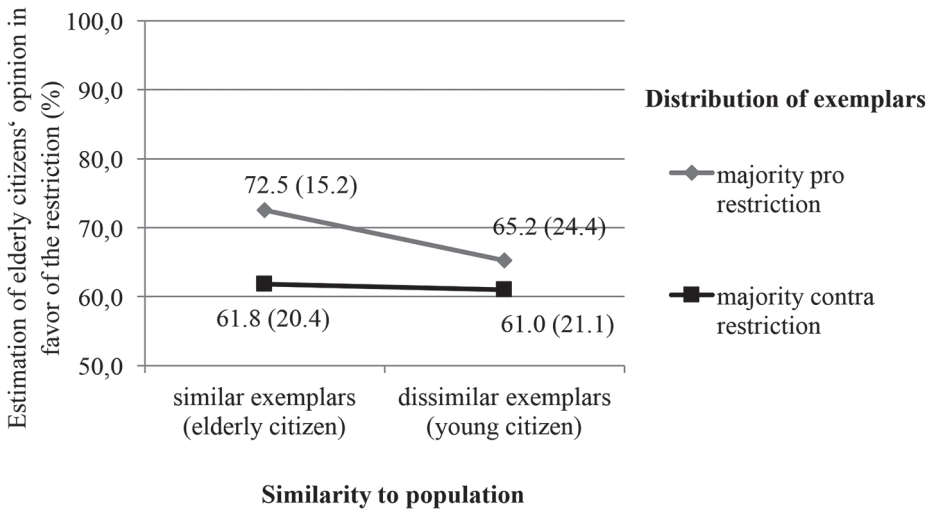 Estimation of elderly citizens‘ opinion in
favor of the restriction (%)
100,0
90,0
80,0
70,0
60,0
50,0
72.5 (15.2)
65.2 (24.4)
61.8 (20.4)
61.0 (21.1)
similar exemplars
(elderly citizen)
dissimilar exemplars
(young citizen)
Similarity to population
Distribution of exemplars
majority pro
restriction
majority contra
restriction